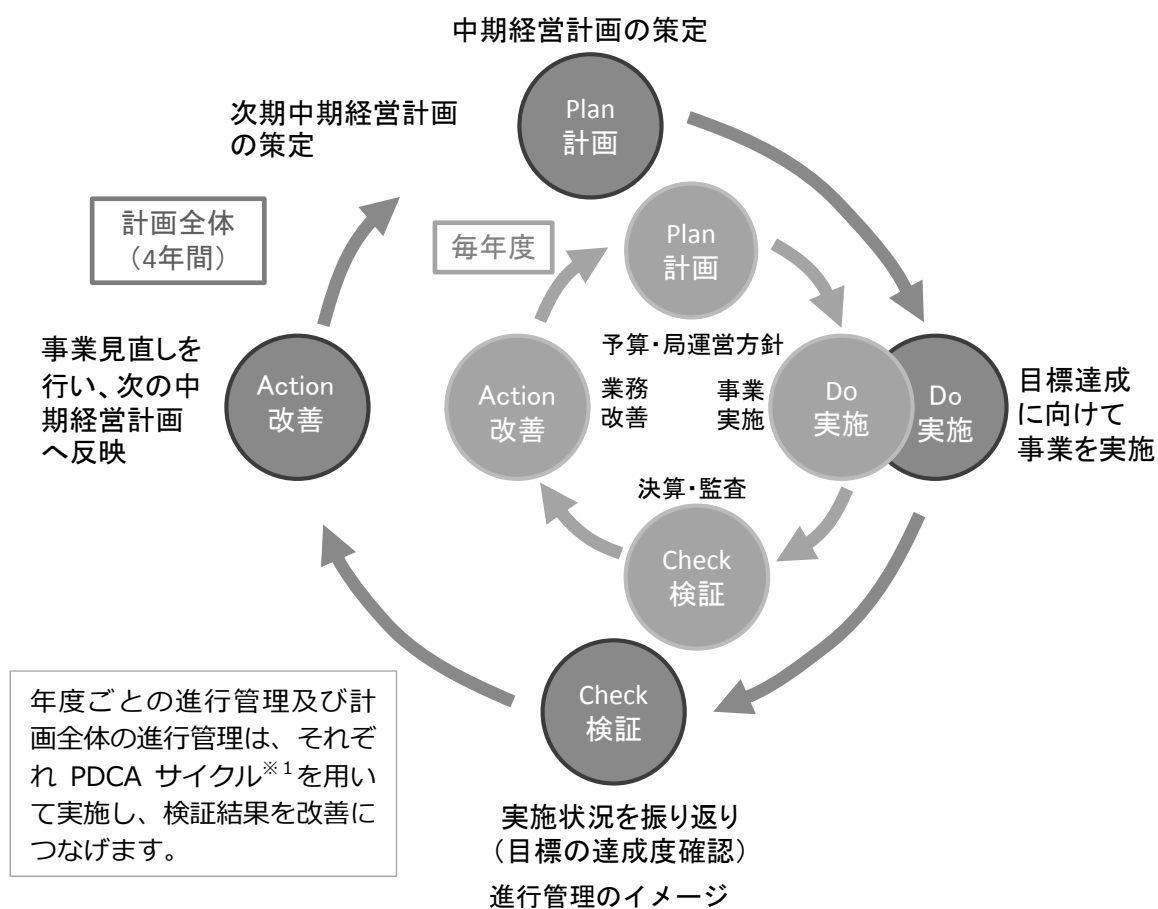 中期経営計画の策定
Plan
計画
次期中期経営計画
の策定
計画全体
（4年間）
毎年度
Plan
計画
予算・局運営方針
事業見直しを
行い、次の中
期経営計画
へ反映
Action
改善
Action
改善
業務
改善
事業
実施
Do
実施
Do
実施
目標達成
に向けて
事業を実施
決算・監査
Check
検証
Check
検証
年度ごとの進行管理及び計
画全体の進行管理は、それぞ
れ PDCA サイクル※1を用い
て実施し、検証結果を改善に
つなげます。
実施状況を振り返り
（目標の達成度確認）
進行管理のイメージ